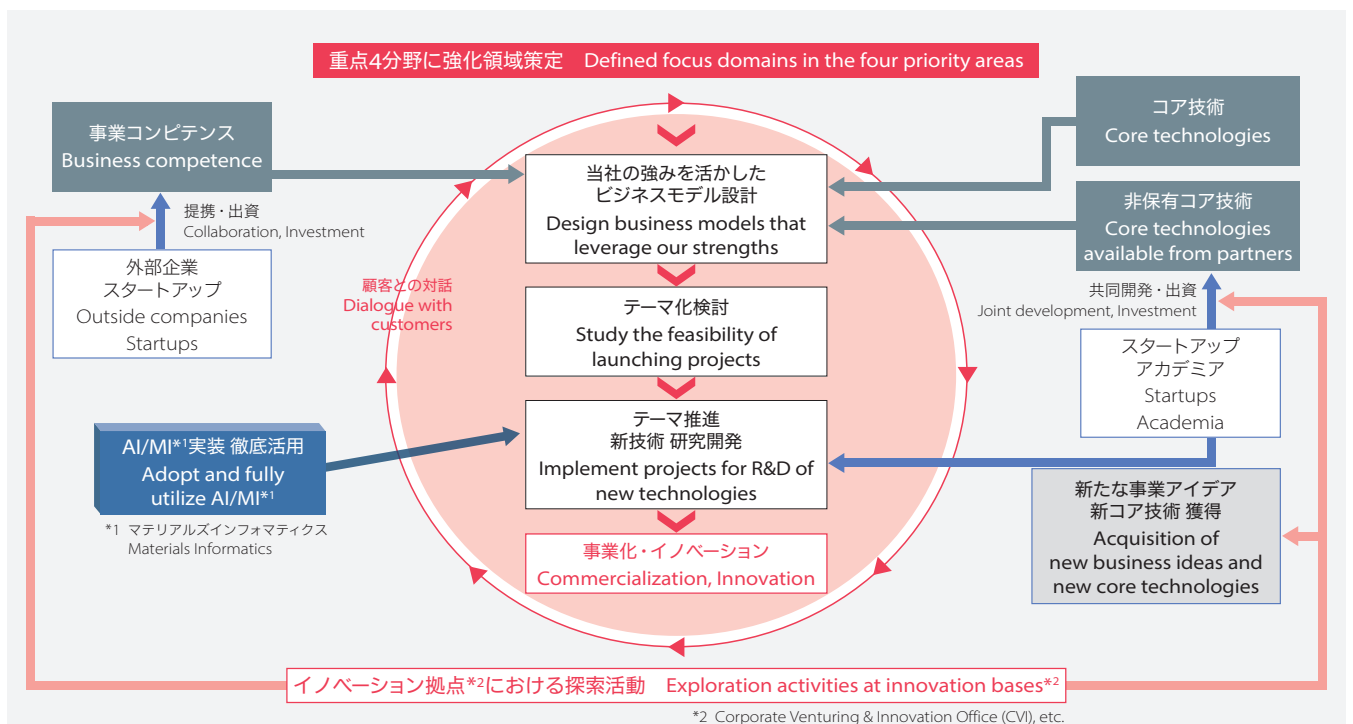 重点4分野に強化領域策定 Defined focus domains in the four priority areas
事業コンピテンス
Business competence
コア技術
Core technologies
当社の強みを活かした
ビジネスモデル設計
Design business models that
leverage our strengths
非保有コア技術
Core technologies
available from partners
提携・出資
Collaboration, Investment
外部企業
スタートアップ
Outside companies
Startups
顧客との対話
Dialogue with
customers
テーマ化検討
Study the feasibility of
launching projects
共同開発・出資
Joint development, Investment
スタートアップ
アカデミア
Startups
Academia
AI/MI*1実装 徹底活用
Adopt and fully
utilize AI/MI*1
*1 マテリアルズインフォマティクス
Materials Informatics
テーマ推進
新技術 研究開発
Implement projects for R&D of
new technologies
新たな事業アイデア
新コア技術 獲得
Acquisition of
new business ideas and
new core technologies
事業化・イノベーション
Commercialization, Innovation
イノベーション拠点*2における探索活動 Exploration activities at innovation bases*2
*2 Corporate Venturing & Innovation Office (CVI), etc.